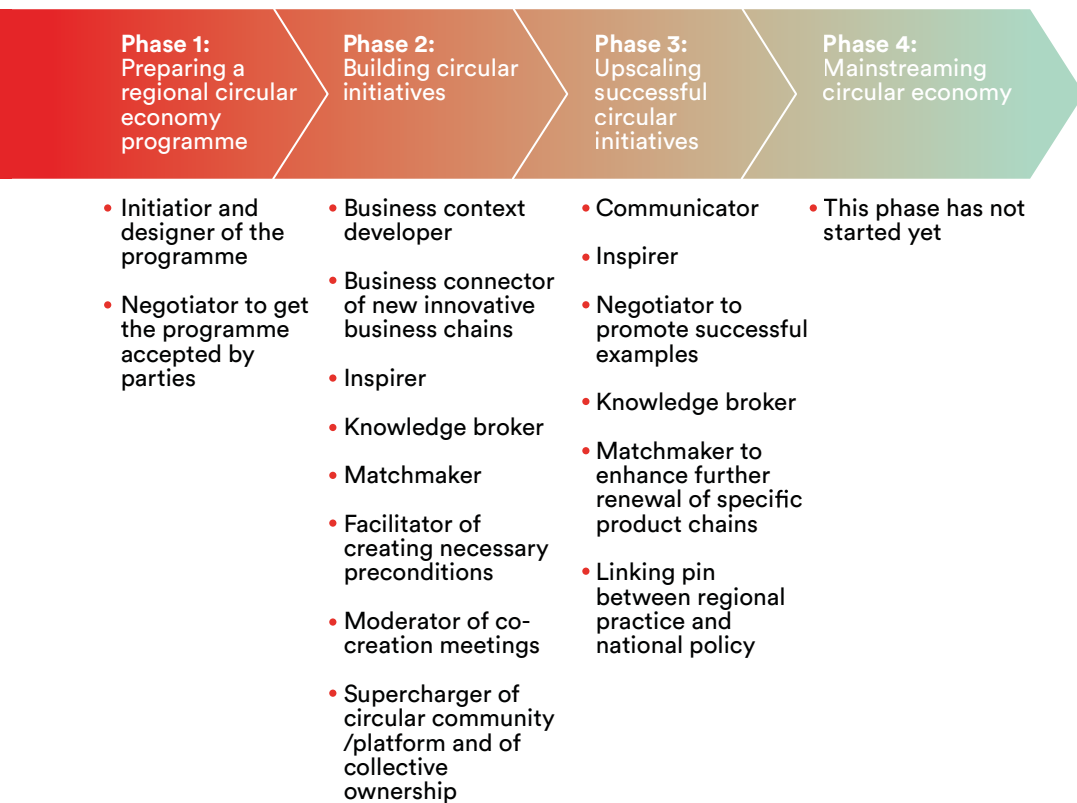 Phase 1:
Preparing a
regional circular
economy
programme
Phase 2:
Building circular
initiatives
Phase 3:
Upscaling
successful
circular
initiatives
Phase 4:
Mainstreaming
circular economy
• Initiatior and
designer of the
programme
• Negotiator to get
the programme
accepted by
parties
• Business context
developer
• Business connector
of new innovative
business chains
• Inspirer
• Knowledge broker
• Matchmaker
• Facilitator of
creating necessary
preconditions
• Moderator of co-
creation meetings
• Supercharger of
circular community
/platform and of
collective
ownership
• Communicator
• Inspirer
• Negotiator to
promote successful
examples
• Knowledge broker
• Matchmaker to
enhance further
renewal of specific
product chains
• Linking pin
between regional
practice and
national policy
• This phase has not
started yet